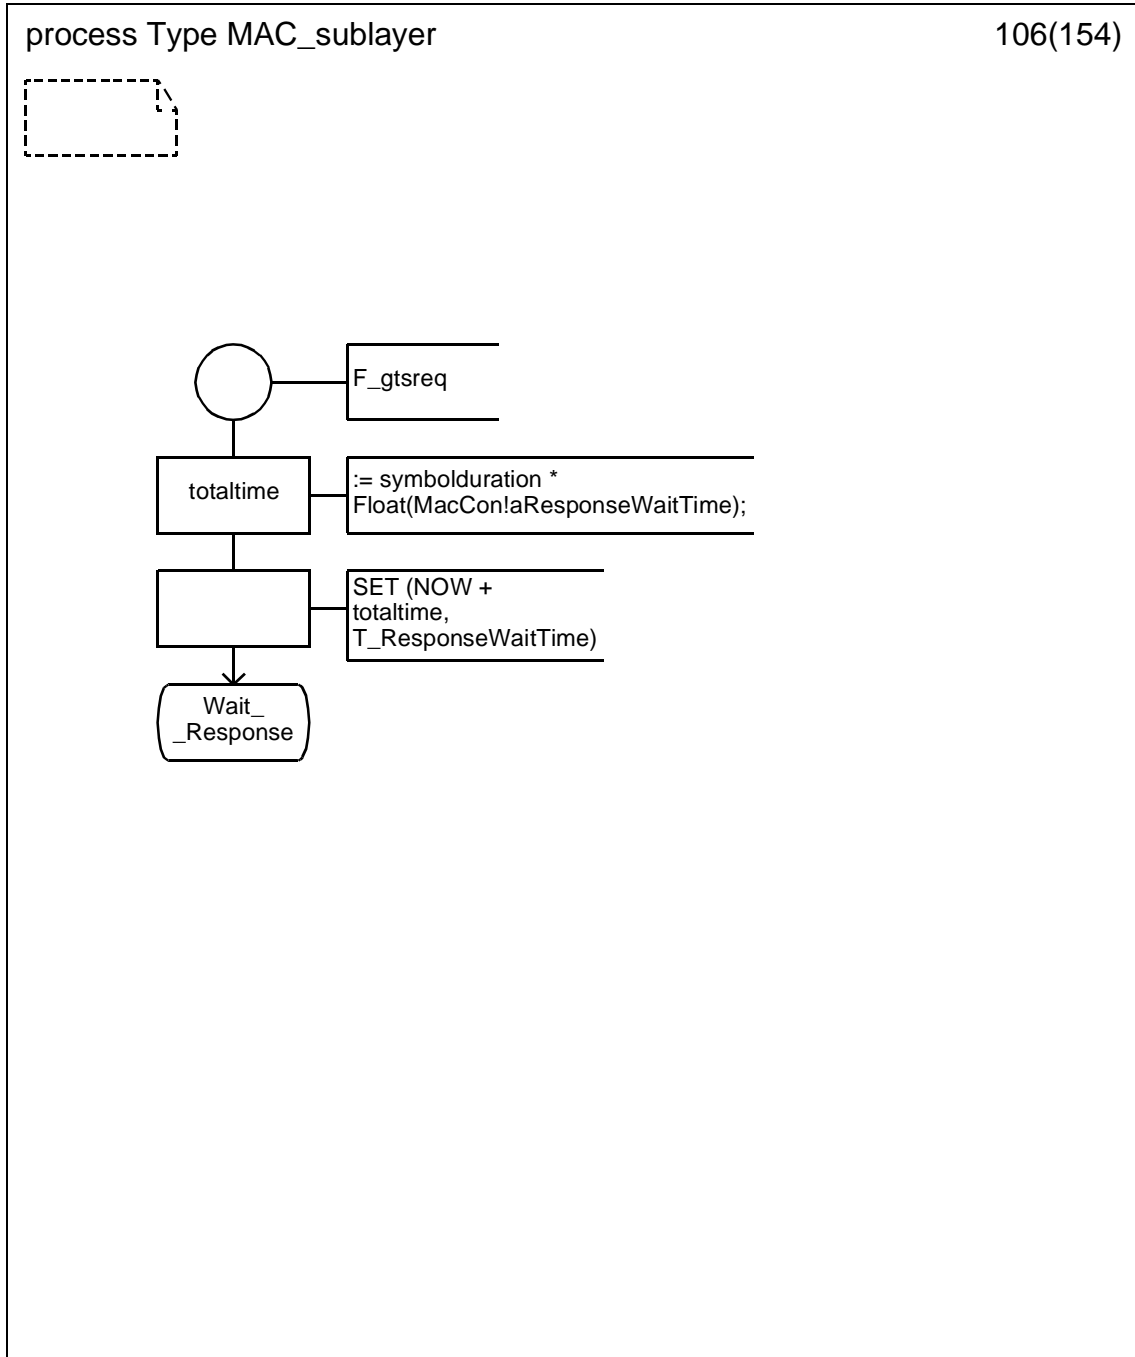 process Type MAC_sublayer
106(154)
F_gtsreq
totaltime
:= symbolduration *
Float(MacCon!aResponseWaitTime);
SET (NOW +
totaltime,
T_ResponseWaitTime)
Wait_
_Response